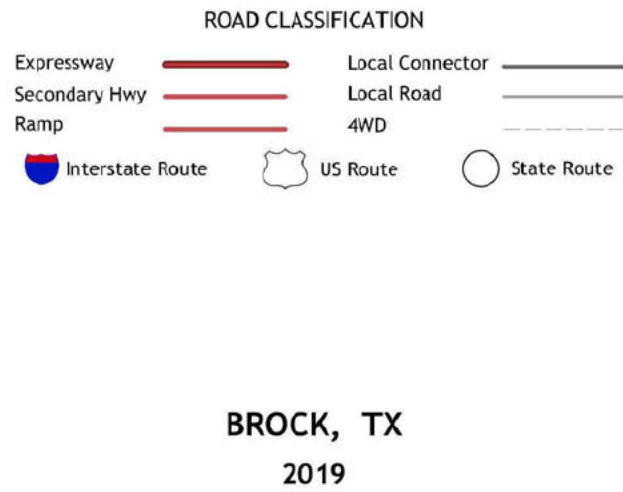 ROAD CLASSIFICATION
Expressway
Local Connector
Secondary Hwy
Local Road
Ramp
4WD
Interstate Route
US Route
State Route
BROCK, TX
2019